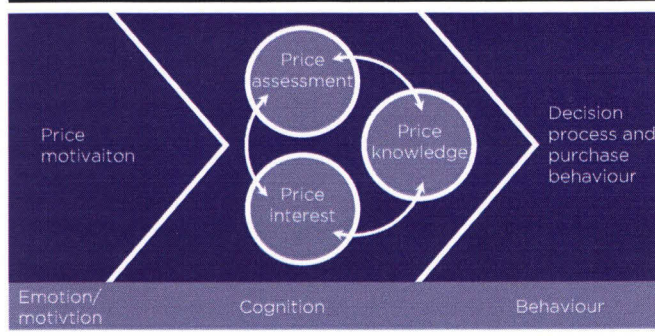 Price
motivaiton
Price
assessment
Price
knowledge
Price
interest
Decision
process and
purchase
behaviour
Emotion/
motivtion
Cognition
Behaviour